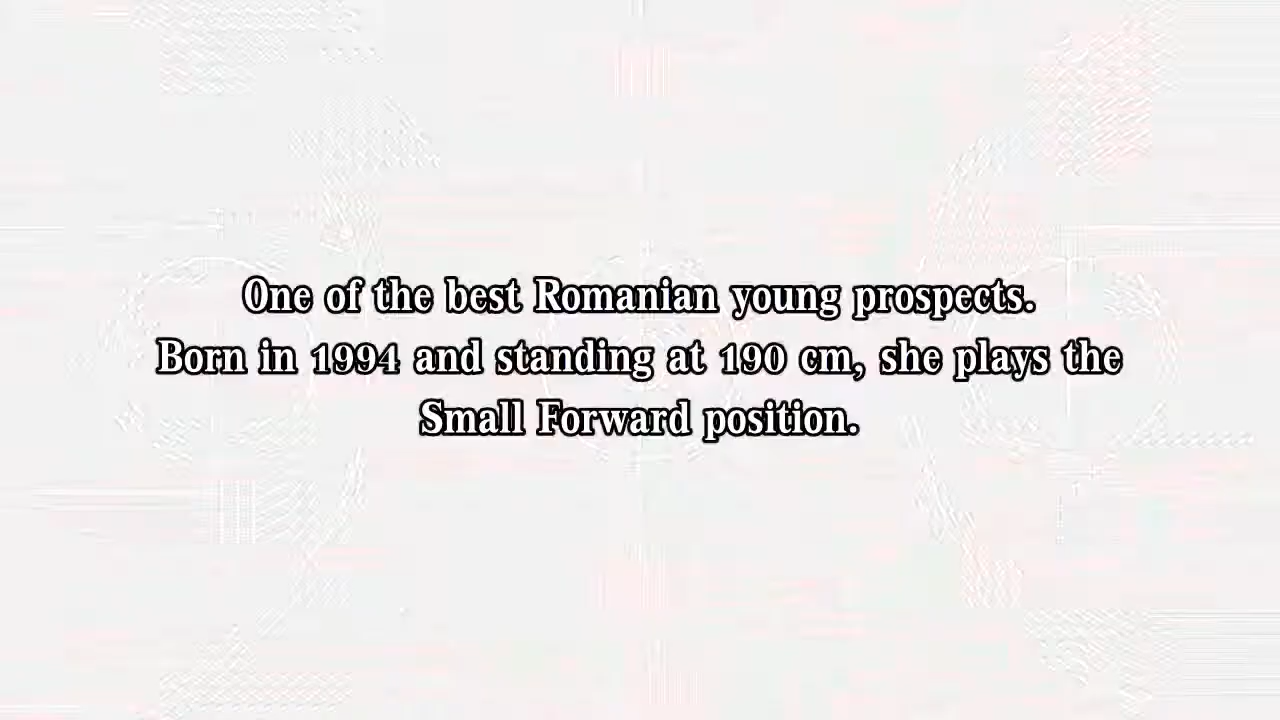 One of the best Romanian young prospects.
Born in 1994 and standing at 190 cm, she plays the
Small Forward position.